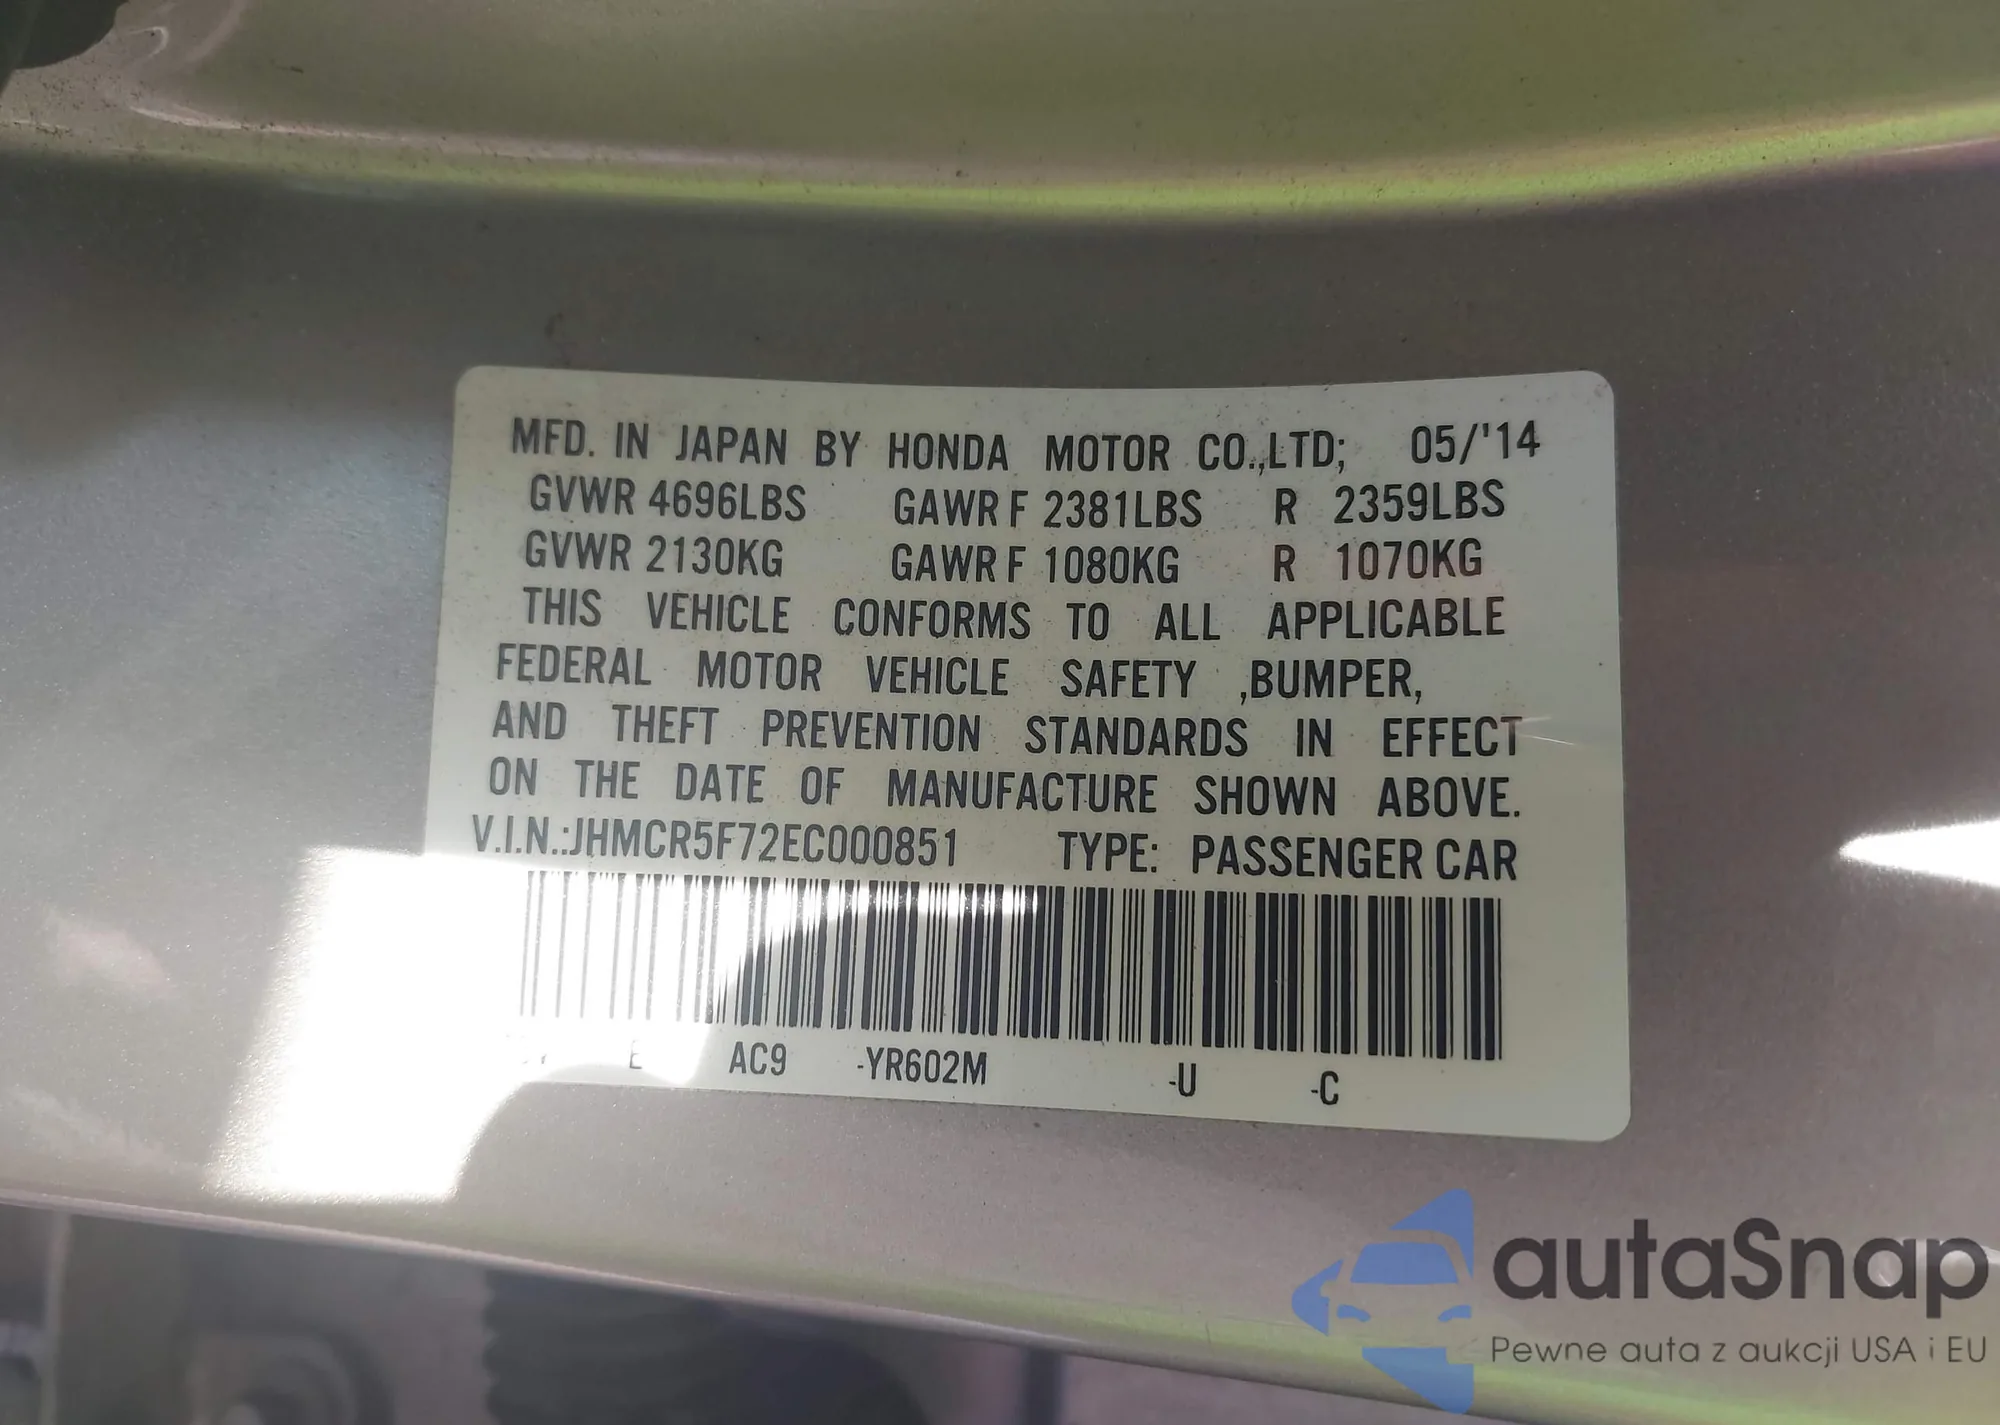 MFD. IN JAPAN BY HONDA MOTOR CO.,LTD; 05/'14
GVWR 4696LBS GAWR F 2381LBS R 2359LBS
GVWR 2130KG GAWR F 1080KG R 1070KG
THIS VEHICLE CONFORMS TO ALL APPLICABLE
FEDERAL MOTOR VEHICLE SAFETY ,BUMPER,
AND THEFT PREVENTION STANDARDS IN EFFECT
ON THE DATE OF MANUFACTURE SHOWN ABOVE.
V.I.N.:JHMCR5F72EC000851 TYPE: PASSENGER CAR
E AC9 -YR602M -U -C
autaSnap
Pewne auta z aukcji USA i EU